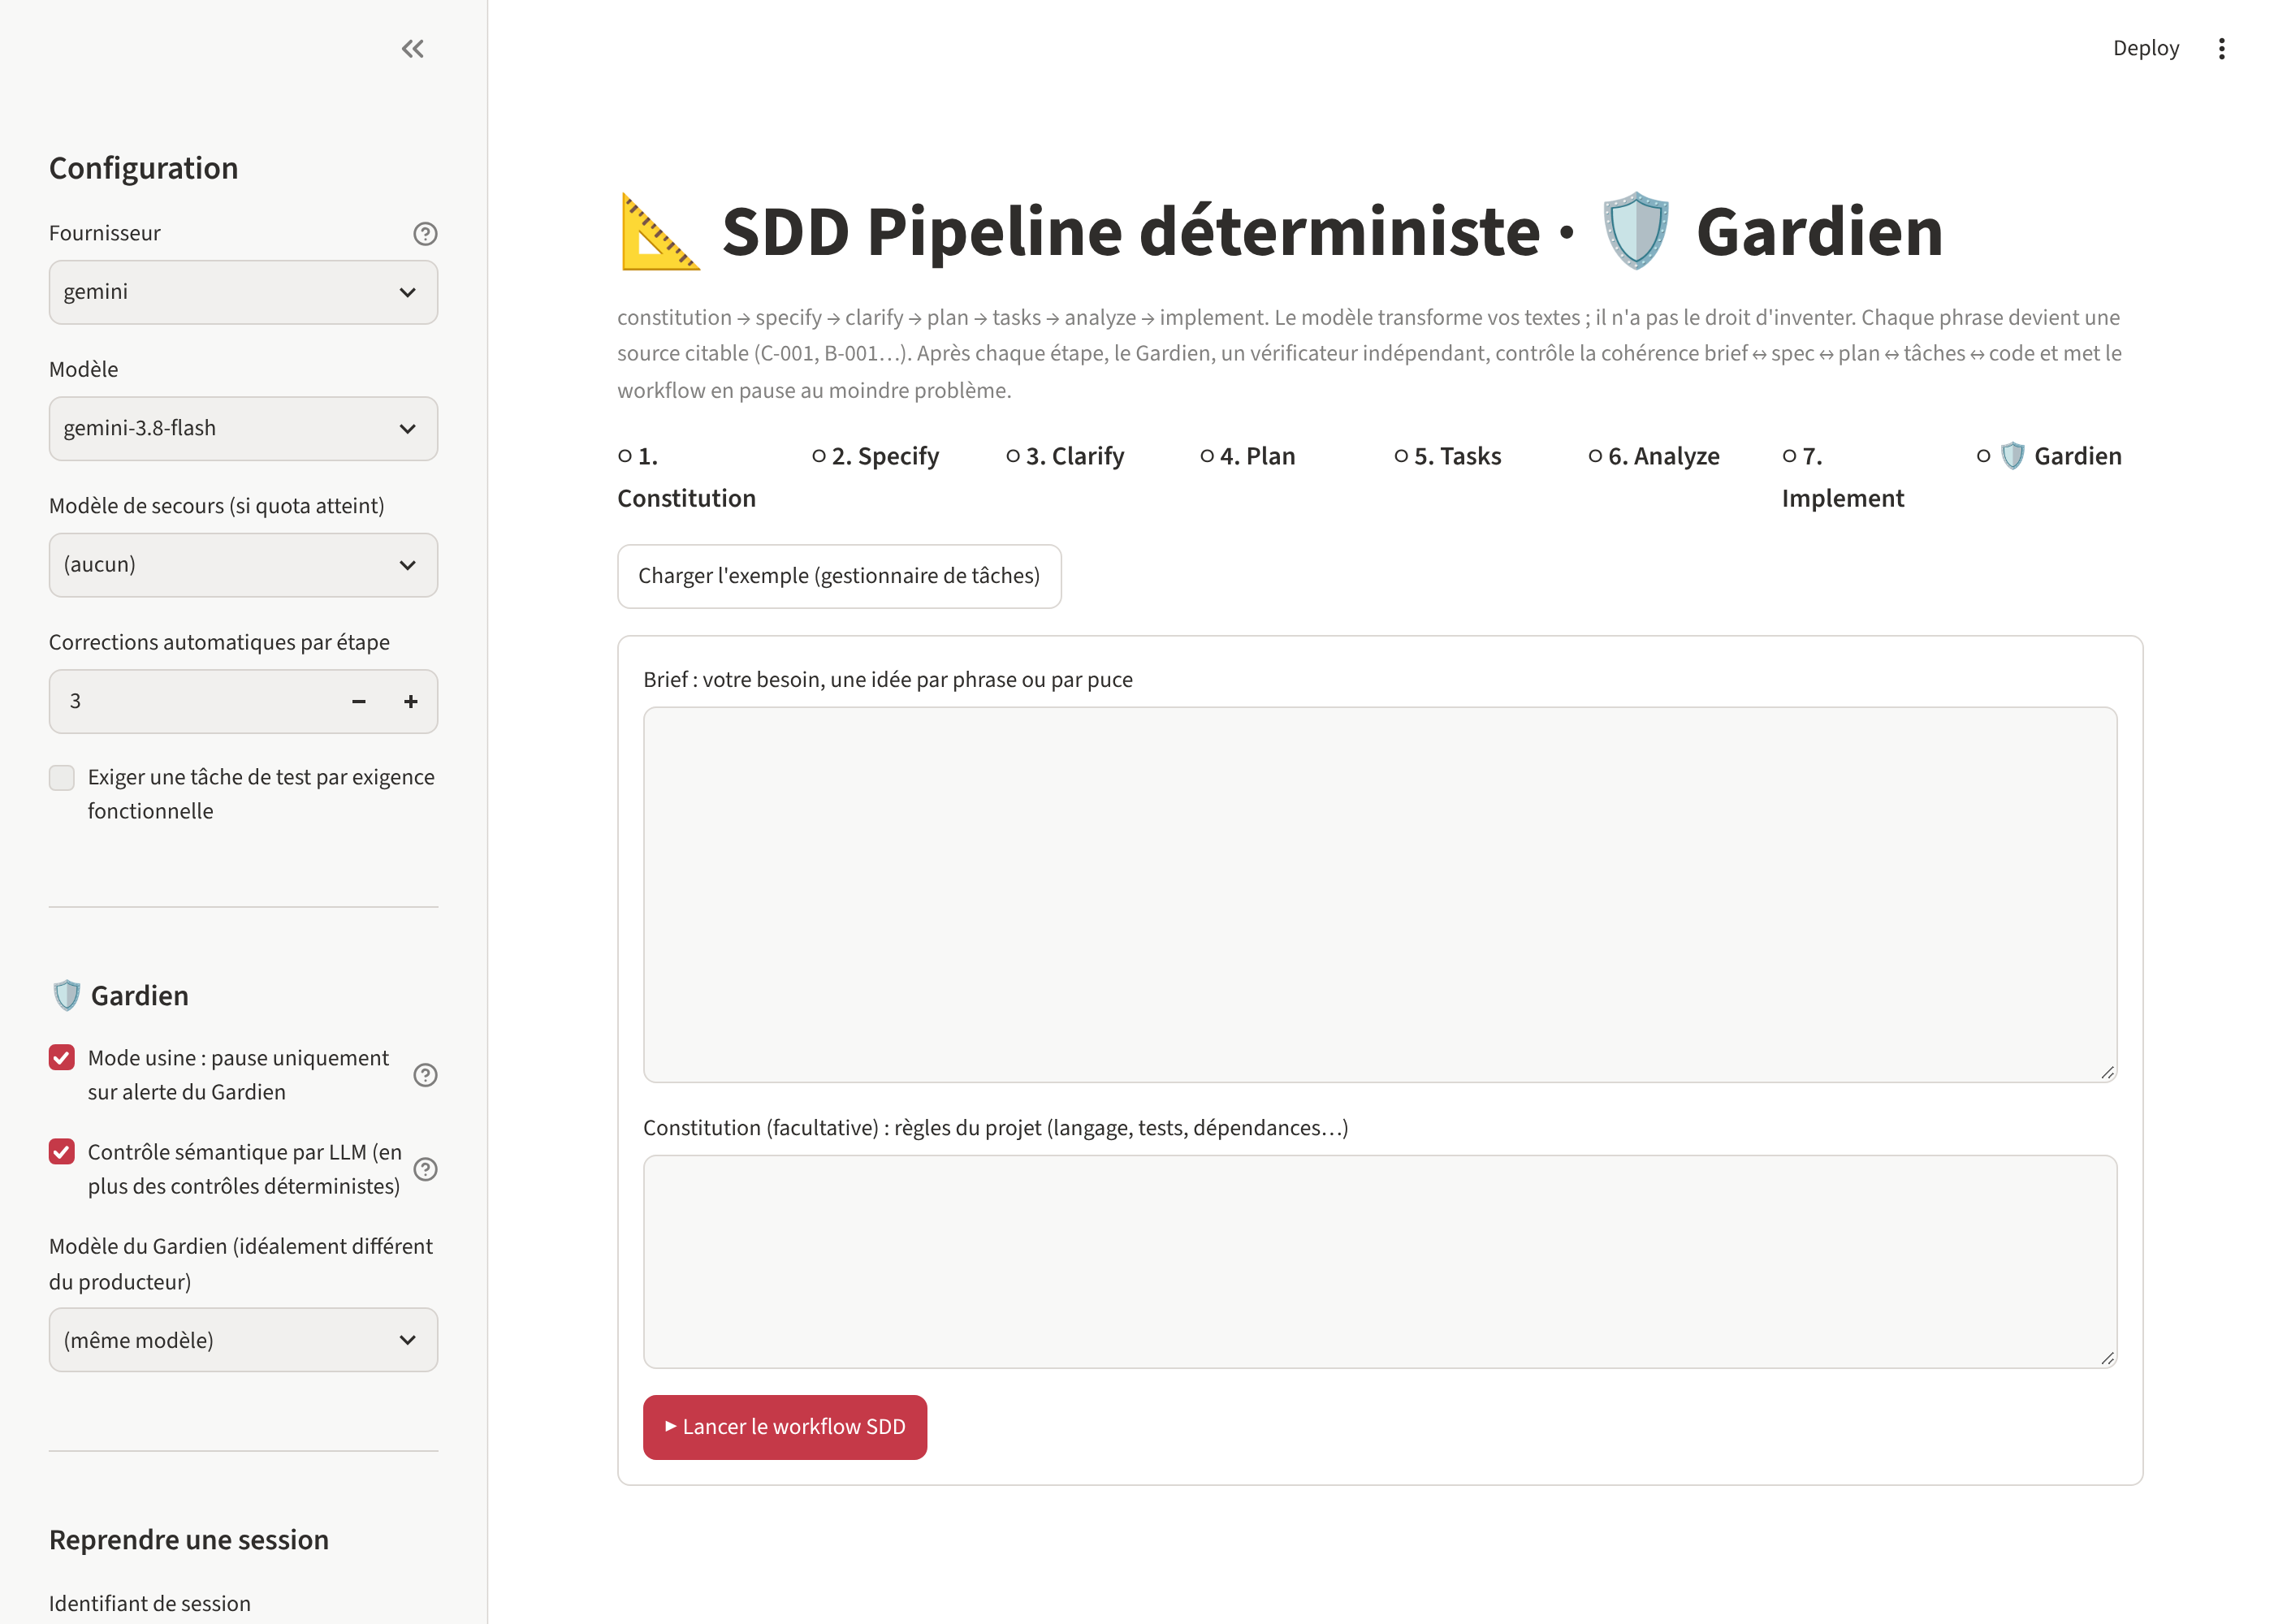 Deploy
Configuration
Fournisseur
gemini
Modèle
gemini-3.8-flash
Modèle de secours (si quota atteint)
(aucun)
Corrections automatiques par étape
3
Exiger une tâche de test par exigence
fonctionnelle
🛡️ Gardien
Mode usine : pause uniquement
sur alerte du Gardien
Contrôle sémantique par LLM (en
plus des contrôles déterministes)
Modèle du Gardien (idéalement différent
du producteur)
(même modèle)
Reprendre une session
Identifiant de session
📐 SDD Pipeline déterministe · 🛡️ Gardien
constitution → specify → clarify → plan → tasks → analyze → implement. Le modèle transforme vos textes ; il n'a pas le droit d'inventer. Chaque phrase devient une
source citable (C-001, B-001…). Après chaque étape, le Gardien, un vérificateur indépendant, contrôle la cohérence brief ↔ spec ↔ plan ↔ tâches ↔ code et met le
workflow en pause au moindre problème.
○ 1.
Constitution
○ 2. Specify
○ 3. Clarify
○ 4. Plan
○ 5. Tasks
○ 6. Analyze
○ 7.
Implement
○ 🛡️ Gardien
Charger l'exemple (gestionnaire de tâches)
Brief : votre besoin, une idée par phrase ou par puce
Constitution (facultative) : règles du projet (langage, tests, dépendances…)
▶ Lancer le workflow SDD